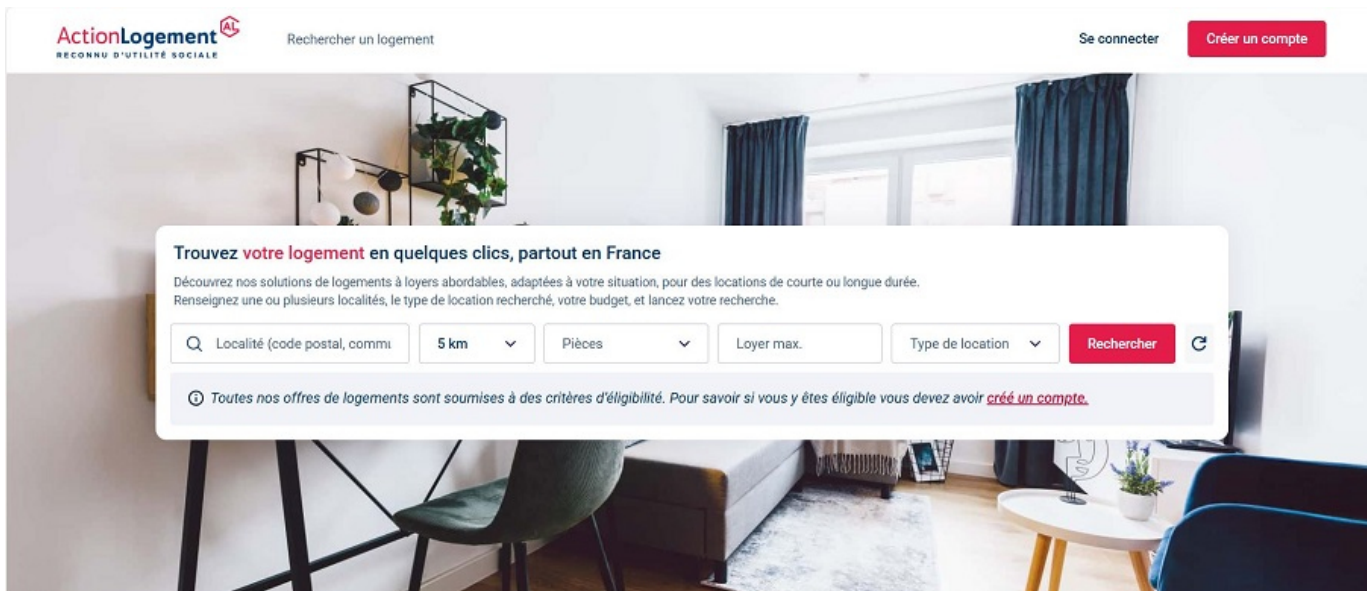 ActionLogement AL
RECONNU D'UTILITÉ SOCIALE
Rechercher un logement
Se connecter
Créer un compte
Trouvez votre logement en quelques clics, partout en France
Découvrez nos solutions de logements à loyers abordables, adaptées à votre situation, pour des locations de courte ou longue durée.
Renseignez une ou plusieurs localités, le type de location recherché, votre budget, et lancez votre recherche.
Localité (code postal, commu
5 km
Pièces
Loyer max.
Type de location
Rechercher
Toutes nos offres de logements sont soumises à des critères d'éligibilité. Pour savoir si vous y êtes éligible vous devez avoir créé un compte.